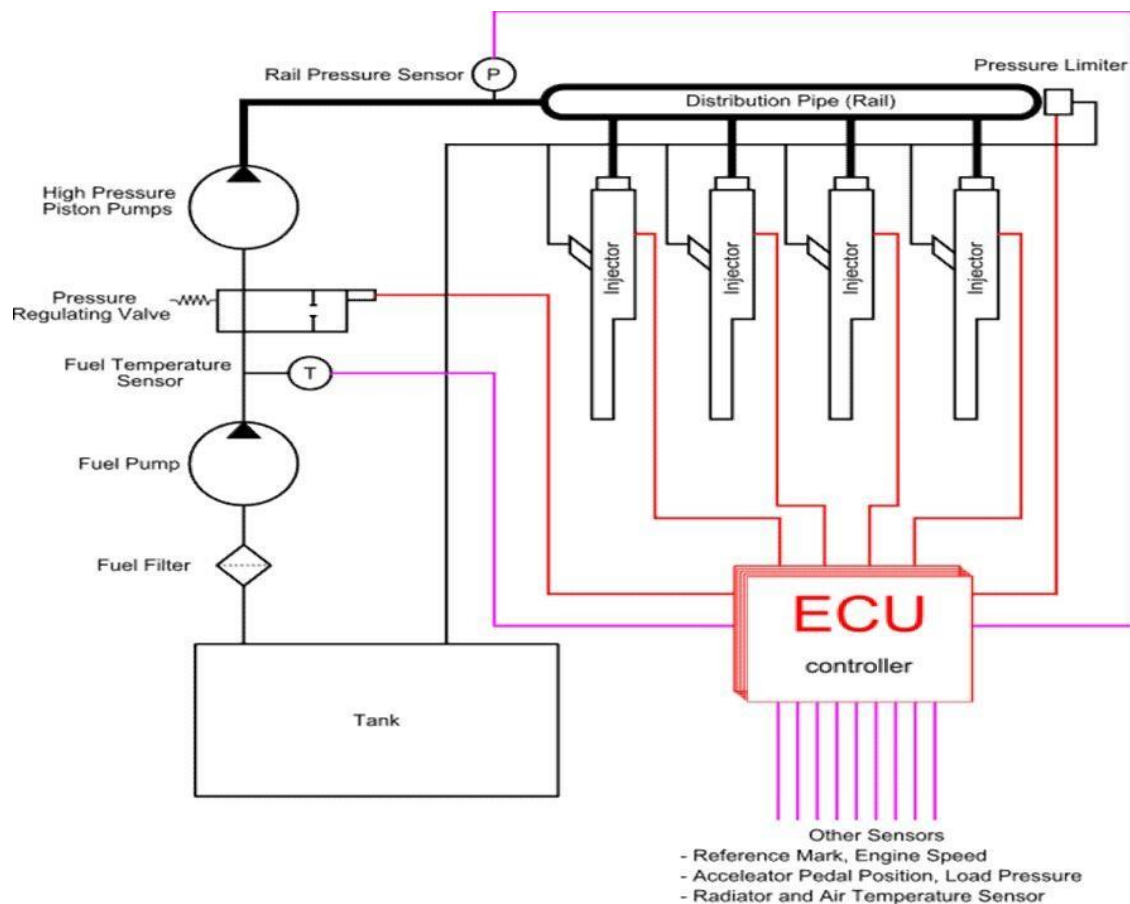 Rail Pressure Sensor
P
Pressure Limiter
Distribution Pipe (Rail)
High Pressure
Piston Pumps
Injector
Injector
Injector
Injector
Pressure
Regulating Valve
Fuel Temperature
Sensor
T
Fuel Pump
Fuel Filter
ECU
controller
Tank
Other Sensors
- Reference Mark, Engine Speed
- Acceleator Pedal Position, Load Pressure
- Radiator and Air Temperature Sensor